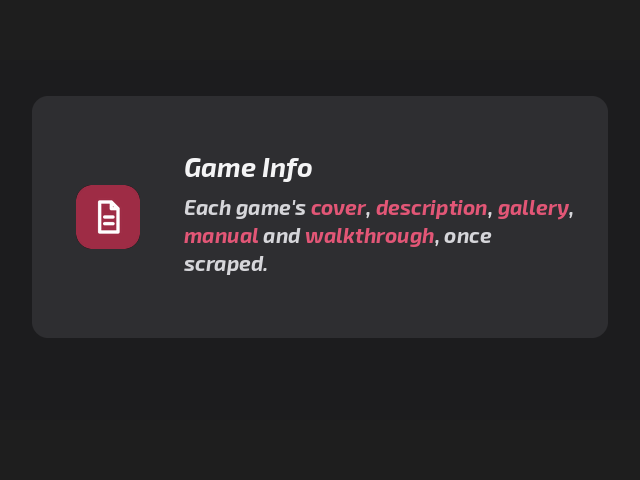 Game Info
Each game's cover, description, gallery,
manual and walkthrough, once
scraped.